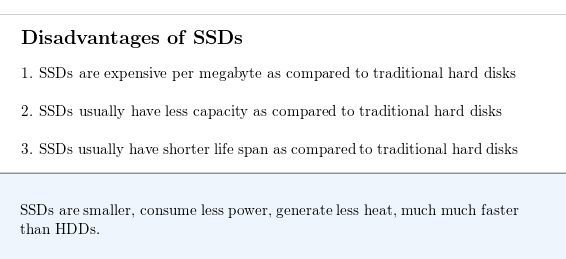 Disadvantages of SSDs
1. SSDs are expensive per megabyte as compared to traditional hard disks
2. SSDs usually have less capacity as compared to traditional hard disks
3. SSDs usually have shorter life span as compared to traditional hard disks
SSDs are smaller, consume less power, generate less heat, much much faster
than HDDs.